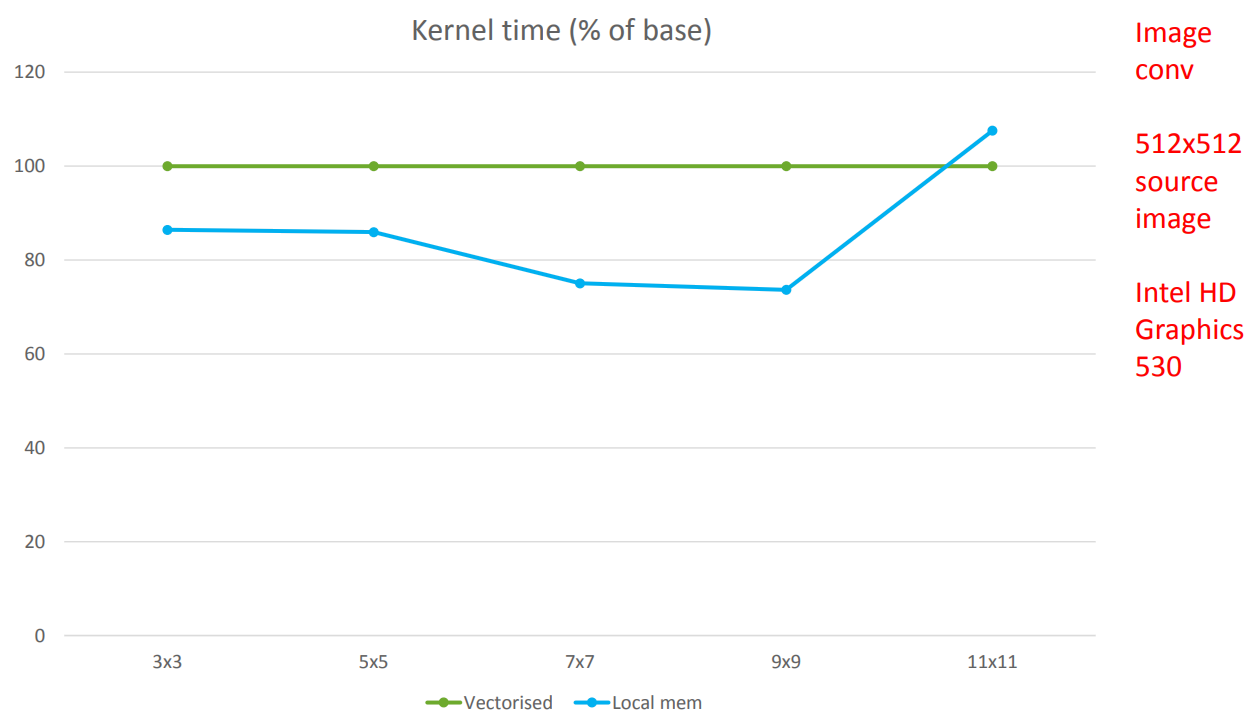 Kernel time (% of base)
120
100
80
60
40
20
0
3x3 5x5 7x7 9x9 11x11
Vectorised Local mem
Image
conv
512x512
source
image
Intel HD
Graphics
530